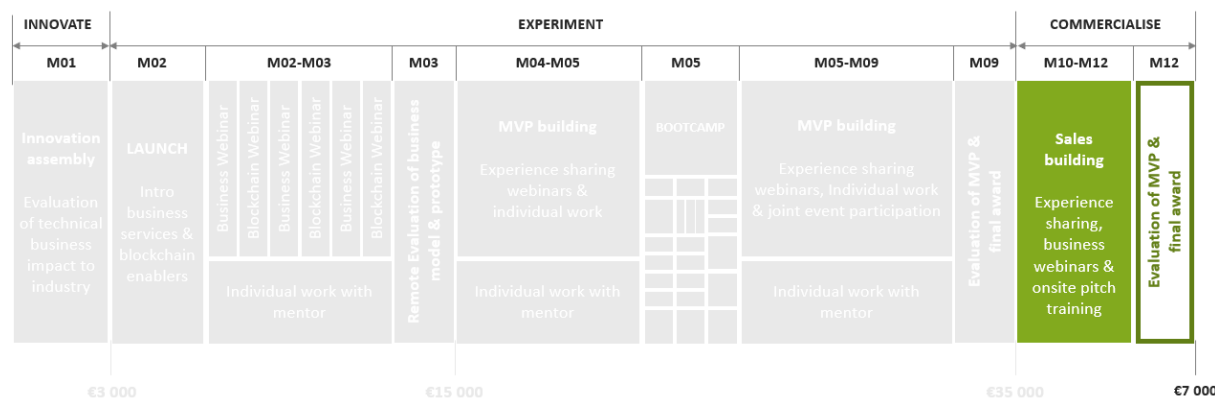 INNOVATE
EXPERIMENT
COMMERCIALISE
M01
M02
M02-M03
M03
M04-M05
M05
M05-M09
M09
M10-M12
M12
Innovation
assembly
Evaluation
of technical
business
impact to
industry
LAUNCH
Intro
business
services &
blockchain
enablers
Business Webinar
Blockchain Webinar
Business Webinar
Blockchain Webinar
Business Webinar
Blockchain Webinar
Individual work with
mentor
Remote Evaluation of business
model & prototype
MVP building
Experience sharing
webinars &
individual work
Individual work with
mentor
BOOTCAMP
MVP building
Experience sharing
webinars, Individual work
& joint event participation
Individual work with
mentor
Evaluation of MVP &
final award
Sales
building
Experience
sharing,
business
webinars &
onsite pitch
training
Evaluation of MVP &
final award
€3 000
€15 000
€35 000
€7 000